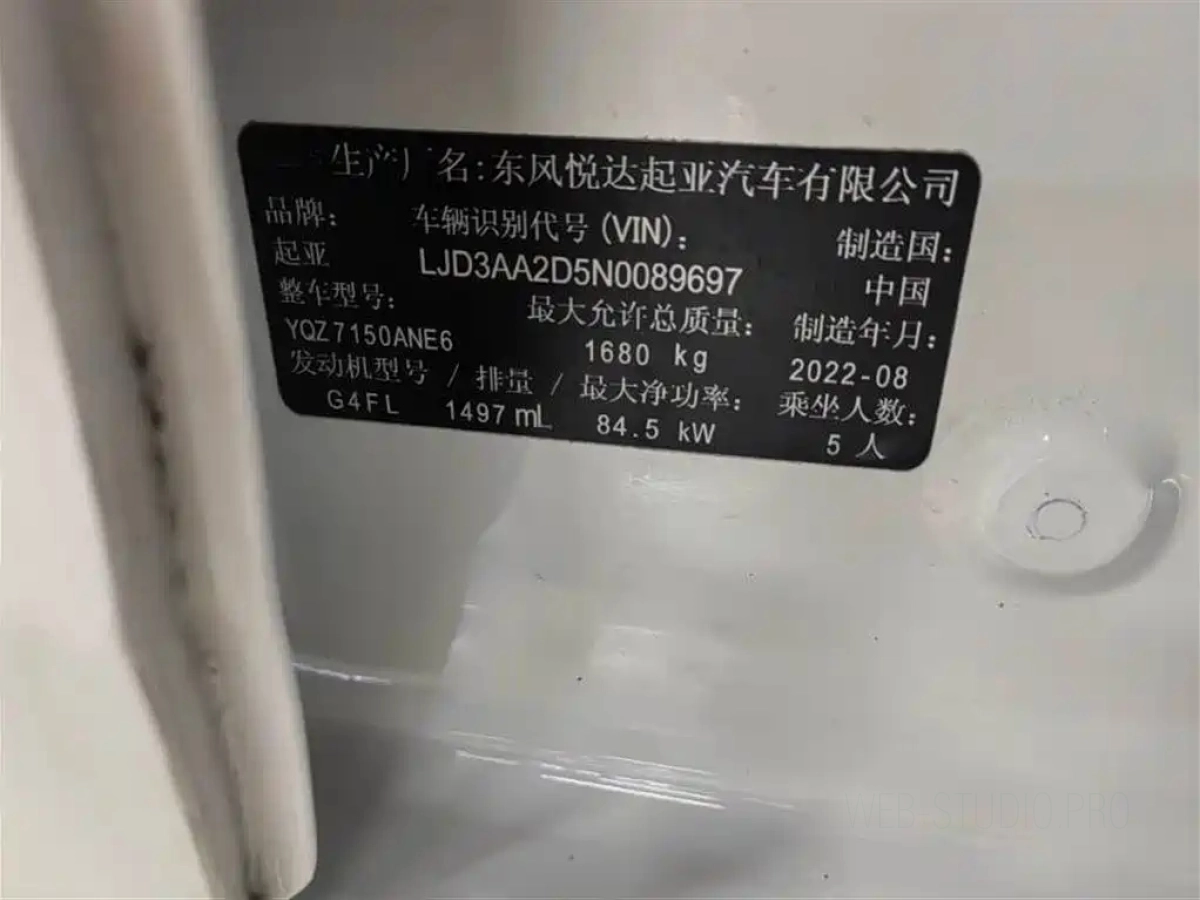 生产厂名:东风悦达起亚汽车有限公司
品牌: 车辆识别代号(VIN): 制造国:
起亚 LJD3AA2D5N0089697 中国
整车型号: 最大允许总质量: 制造年月:
YQZ7150ANE6 1680 kg 2022-08
发动机型号 / 排量 / 最大净功率: 乘坐人数:
G4FL 1497 mL 84.5 kW 5 人
WEB-STUDIO PRO